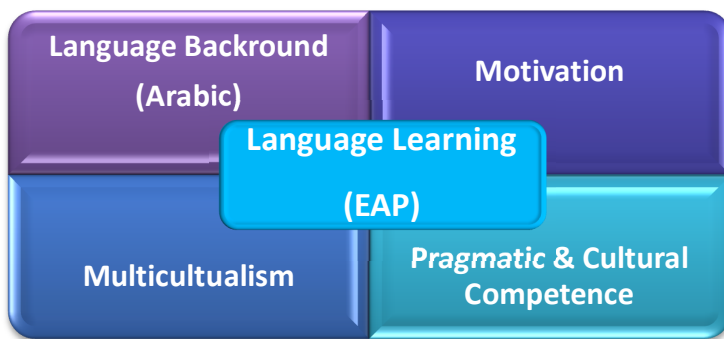 Language Backround
(Arabic)
Motivation
Language Learning
(EAP)
Multicultualism
Pragmatic & Cultural
Competence